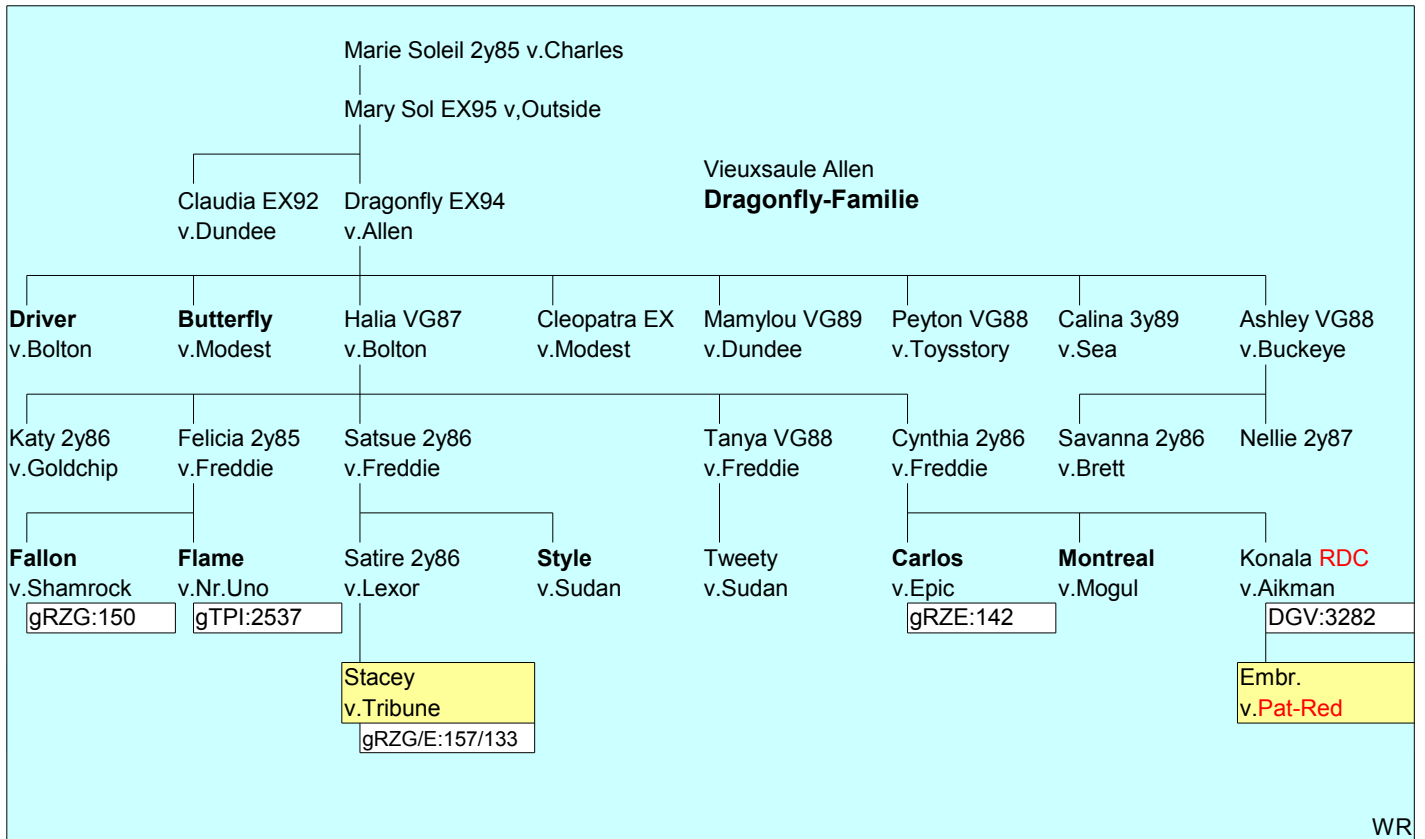 Marie Soleil 2y85 v.Charles
Mary Sol EX95 v,Outside
Vieuxsaule Allen
Dragonfly-Familie
Claudia EX92
v.Dundee
Dragonfly EX94
v.Allen
Driver
v.Bolton
Butterfly
v.Modest
Halia VG87
v.Bolton
Cleopatra EX
v.Modest
Mamylou VG89
v.Dundee
Peyton VG88
v.Toysstory
Calina 3y89
v.Sea
Ashley VG88
v.Buckeye
Katy 2y86
v.Goldchip
Felicia 2y85
v.Freddie
Satsue 2y86
v.Freddie
Tanya VG88
v.Freddie
Cynthia 2y86
v.Freddie
Savanna 2y86
v.Brett
Nellie 2y87
Fallon
v.Shamrock
gRZG:150
Flame
v.Nr.Uno
gTPI:2537
Satire 2y86
v.Lexor
Style
v.Sudan
Tweety
v.Sudan
Carlos
v.Epic
gRZE:142
Montreal
v.Mogul
Konala RDC
v.Aikman
DGV:3282
Stacey
v.Tribune
gRZG/E:157/133
Embr.
v.Pat-Red
WR